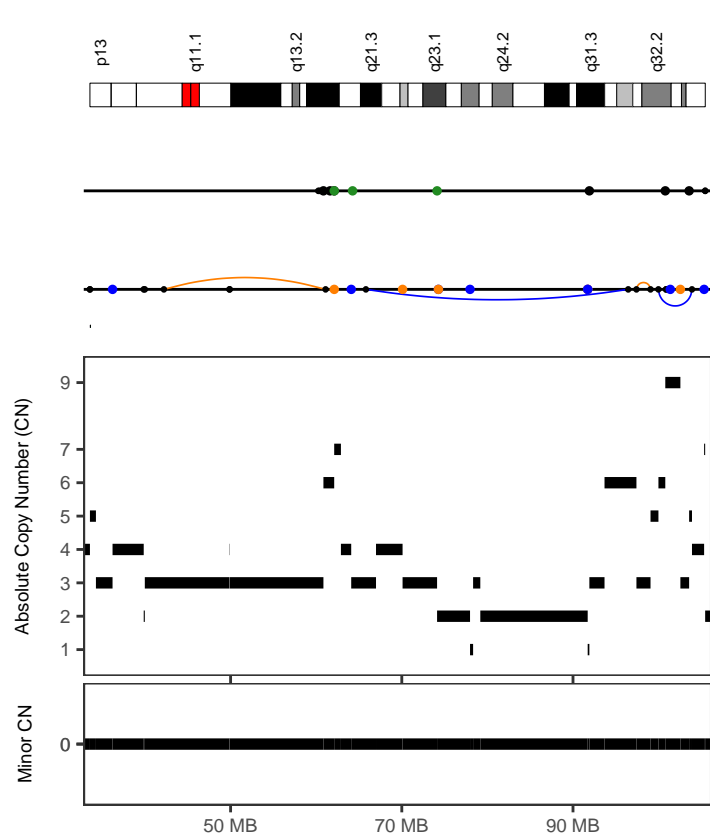 p13
q11.1
q13.2
q21.3
q23.1
q24.2
q31.3
q32.2
Absolute Copy Number (CN)
9
7
6
5
4
3
2
1
Minor CN
0
50 MB
70 MB
90 MB